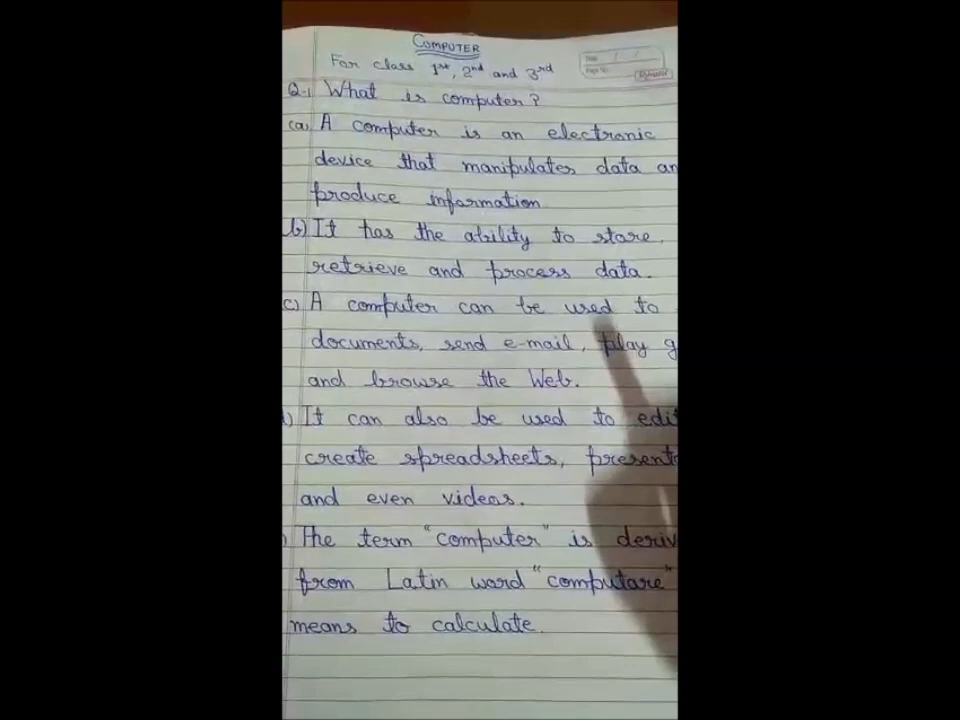 COMPUTER
For class 1st, 2nd and 3rd
Q-1 What is computer?
(a) A computer is an electronic
device that manipulates data an
produce information
b) It has the ability to store,
retrieve and process data.
c) A computer can be used to
documents, send e-mail, play g
and browse the Web.
) It can also be used to edit
create spreadsheets, present
and even videos.
) The term "computer" is deriv
from Latin word "computare"
means to calculate.